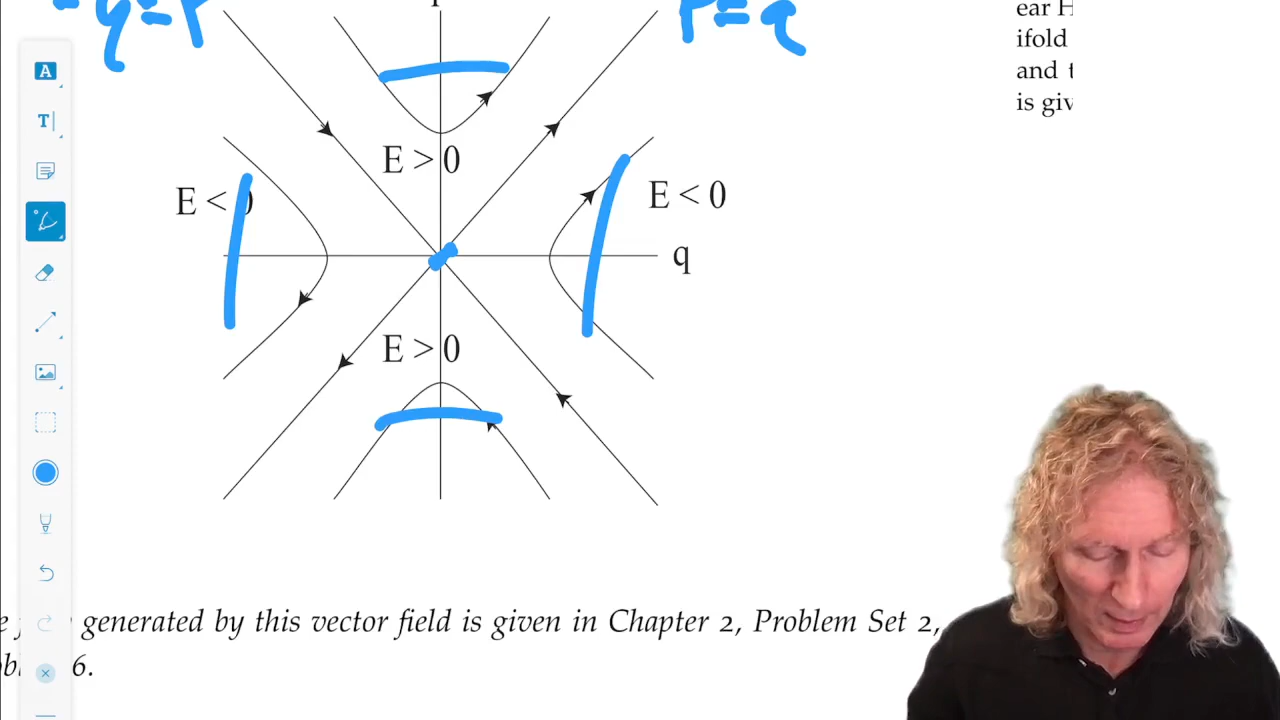 -q=p
p=q
ear H
ifold
and t
is giv
E > 0
E <
E < 0
q
E > 0
generated by this vector field is given in Chapter 2, Problem Set 2,
6.
A
T